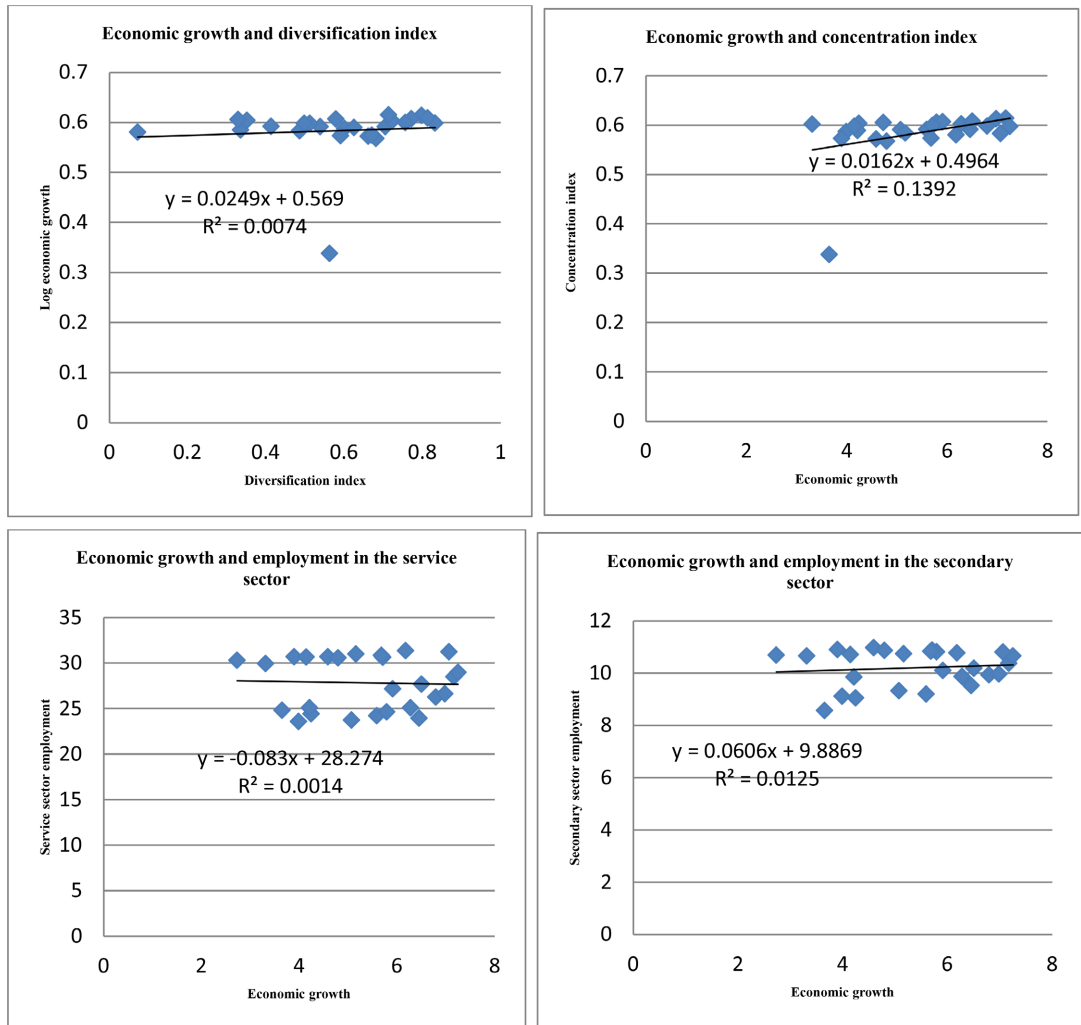 Economic growth and diversification index
0.7
0.6
0.5
0.4
0.3
0.2
0.1
0
Log economic growth
y = 0.0249x + 0.569
R² = 0.0074
0 0.2 0.4 0.6 0.8 1
Diversification index
Economic growth and concentration index
0.7
0.6
0.5
0.4
0.3
0.2
0.1
0
Concentration index
y = 0.0162x + 0.4964
R² = 0.1392
0 2 4 6 8
Economic growth
Economic growth and employment in the service
sector
35
30
25
20
15
10
5
0
Service sector employment
y = -0.083x + 28.274
R² = 0.0014
0 2 4 6 8
Economic growth
Economic growth and employment in the secondary
sector
12
10
8
6
4
2
0
Secondary sector employment
y = 0.0606x + 9.8869
R² = 0.0125
0 2 4 6 8
Economic growth